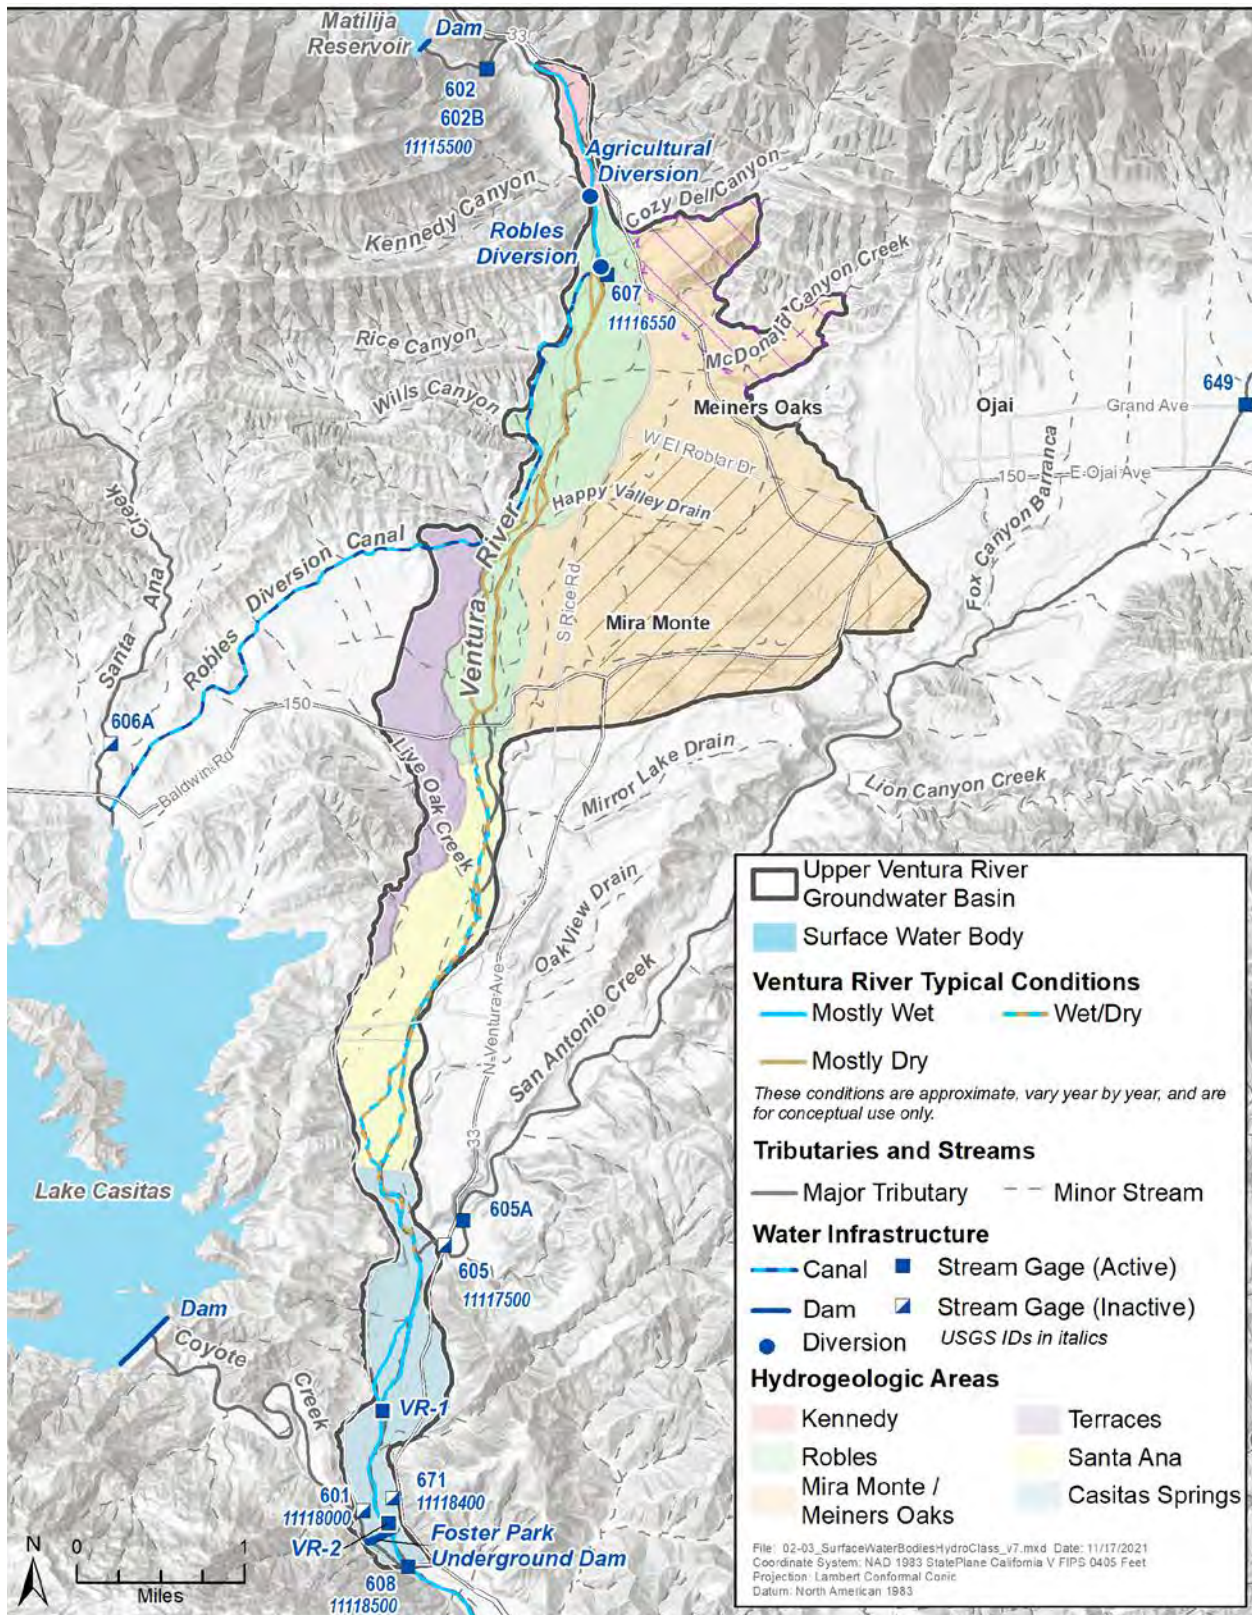 Matilija
Reservoir
Dam
33
602
602B
11115500
Agricultural
Diversion
Kennedy Canyon
Cozy Dell Canyon
Robles
Diversion
607
11116550
McDonald Canyon Creek
Rice Canyon
Wills Canyon
Meiners Oaks
Ojai
649
Grand Ave
W El Roblar Dr
150
E Ojai Ave
Happy Valley Drain
Fox Canyon Barranca
Santa Ana Creek
Robles Diversion Canal
Ventura River
S Rice Rd
Mira Monte
606A
150
Baldwin Rd
Live Oak Creek
Mirror Lake Drain
Lion Canyon Creek
Oak View Drain
N Ventura Ave
San Antonio Creek
33
Lake Casitas
605A
605
11117500
Dam
Coyote Creek
VR-1
671
11118400
601
11118000
VR-2
Foster Park
Underground Dam
608
11118500
N
0 1
Miles
Upper Ventura River
Groundwater Basin
Surface Water Body
Ventura River Typical Conditions
Mostly Wet Wet/Dry
Mostly Dry
These conditions are approximate, vary year by year, and are
for conceptual use only.
Tributaries and Streams
Major Tributary Minor Stream
Water Infrastructure
Canal Stream Gage (Active)
Dam Stream Gage (Inactive)
Diversion USGS IDs in italics
Hydrogeologic Areas
Kennedy Terraces
Robles Santa Ana
Mira Monte / Casitas Springs
Meiners Oaks
File: 02-03_SurfaceWaterBodiesHydroClass_v7.mxd Date: 11/17/2021
Coordinate System: NAD 1983 StatePlane California V FIPS 0405 Feet
Projection: Lambert Conformal Conic
Datum: North American 1983